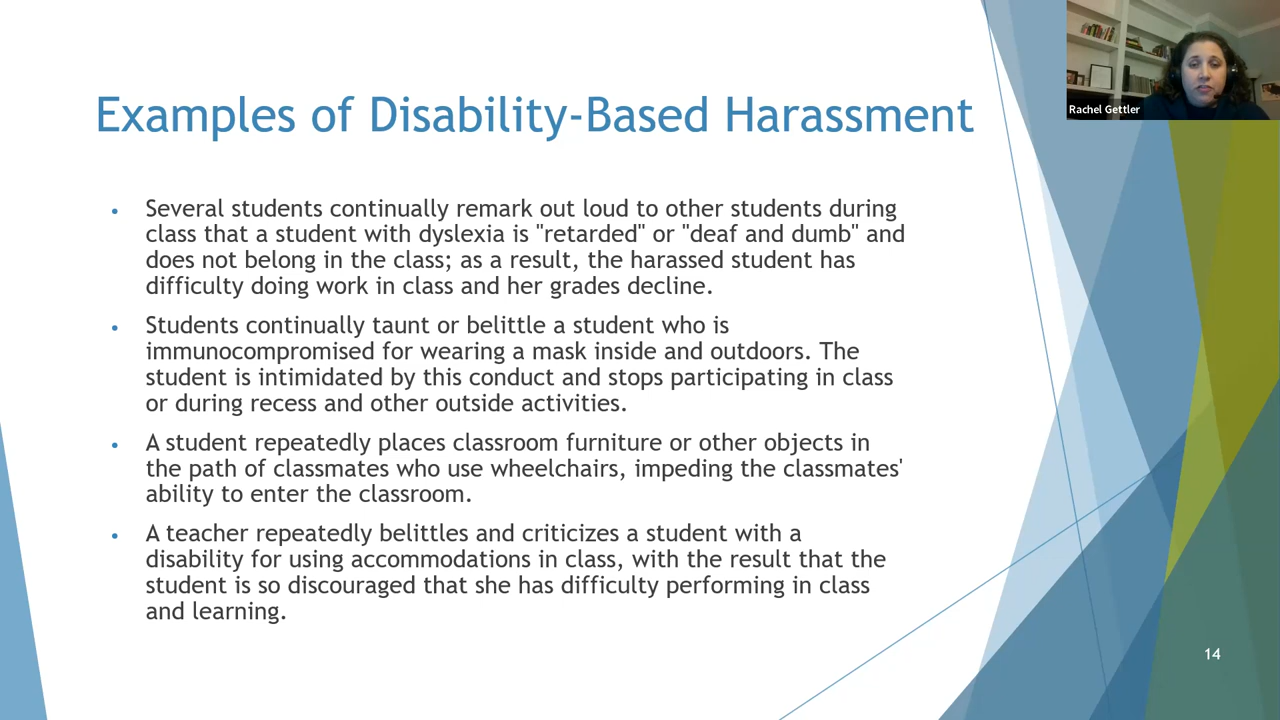 Examples of Disability-Based Harassment
Rachel Gettler
• Several students continually remark out loud to other students during
class that a student with dyslexia is "retarded" or "deaf and dumb" and
does not belong in the class; as a result, the harassed student has
difficulty doing work in class and her grades decline.
• Students continually taunt or belittle a student who is
immunocompromised for wearing a mask inside and outdoors. The
student is intimidated by this conduct and stops participating in class
or during recess and other outside activities.
• A student repeatedly places classroom furniture or other objects in
the path of classmates who use wheelchairs, impeding the classmates'
ability to enter the classroom.
• A teacher repeatedly belittles and criticizes a student with a
disability for using accommodations in class, with the result that the
student is so discouraged that she has difficulty performing in class
and learning.
14